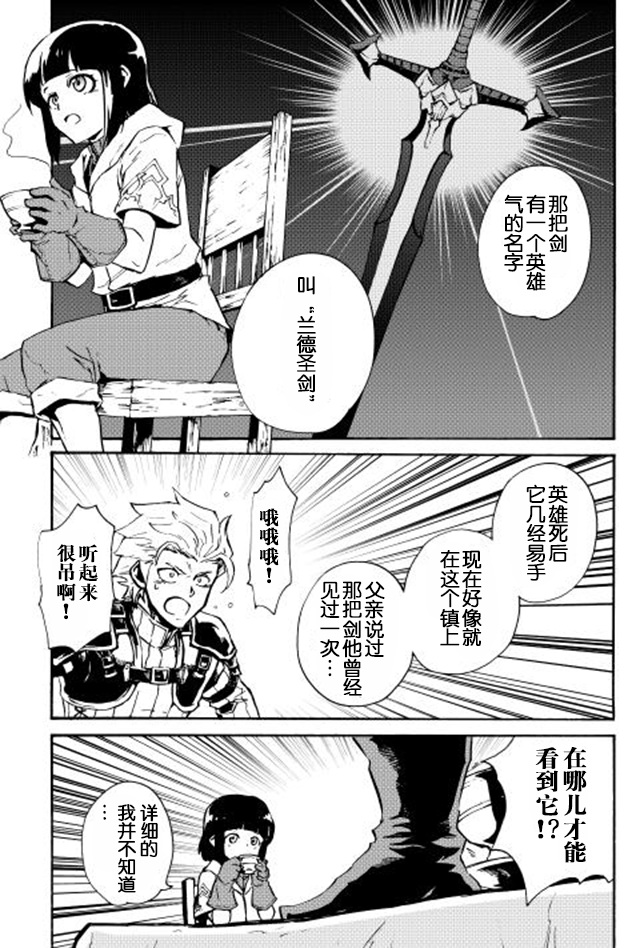 那把剑
有一个英雄
气的名字
叫“兰德圣剑”
英雄死后
它几经易手
现在好像就
在这个镇上
父亲说过
那把剑他曾经
见过一次…
哦哦哦！
听起来
很吊啊！
在哪儿才能
看到它！？
详细的
我并不知道
…